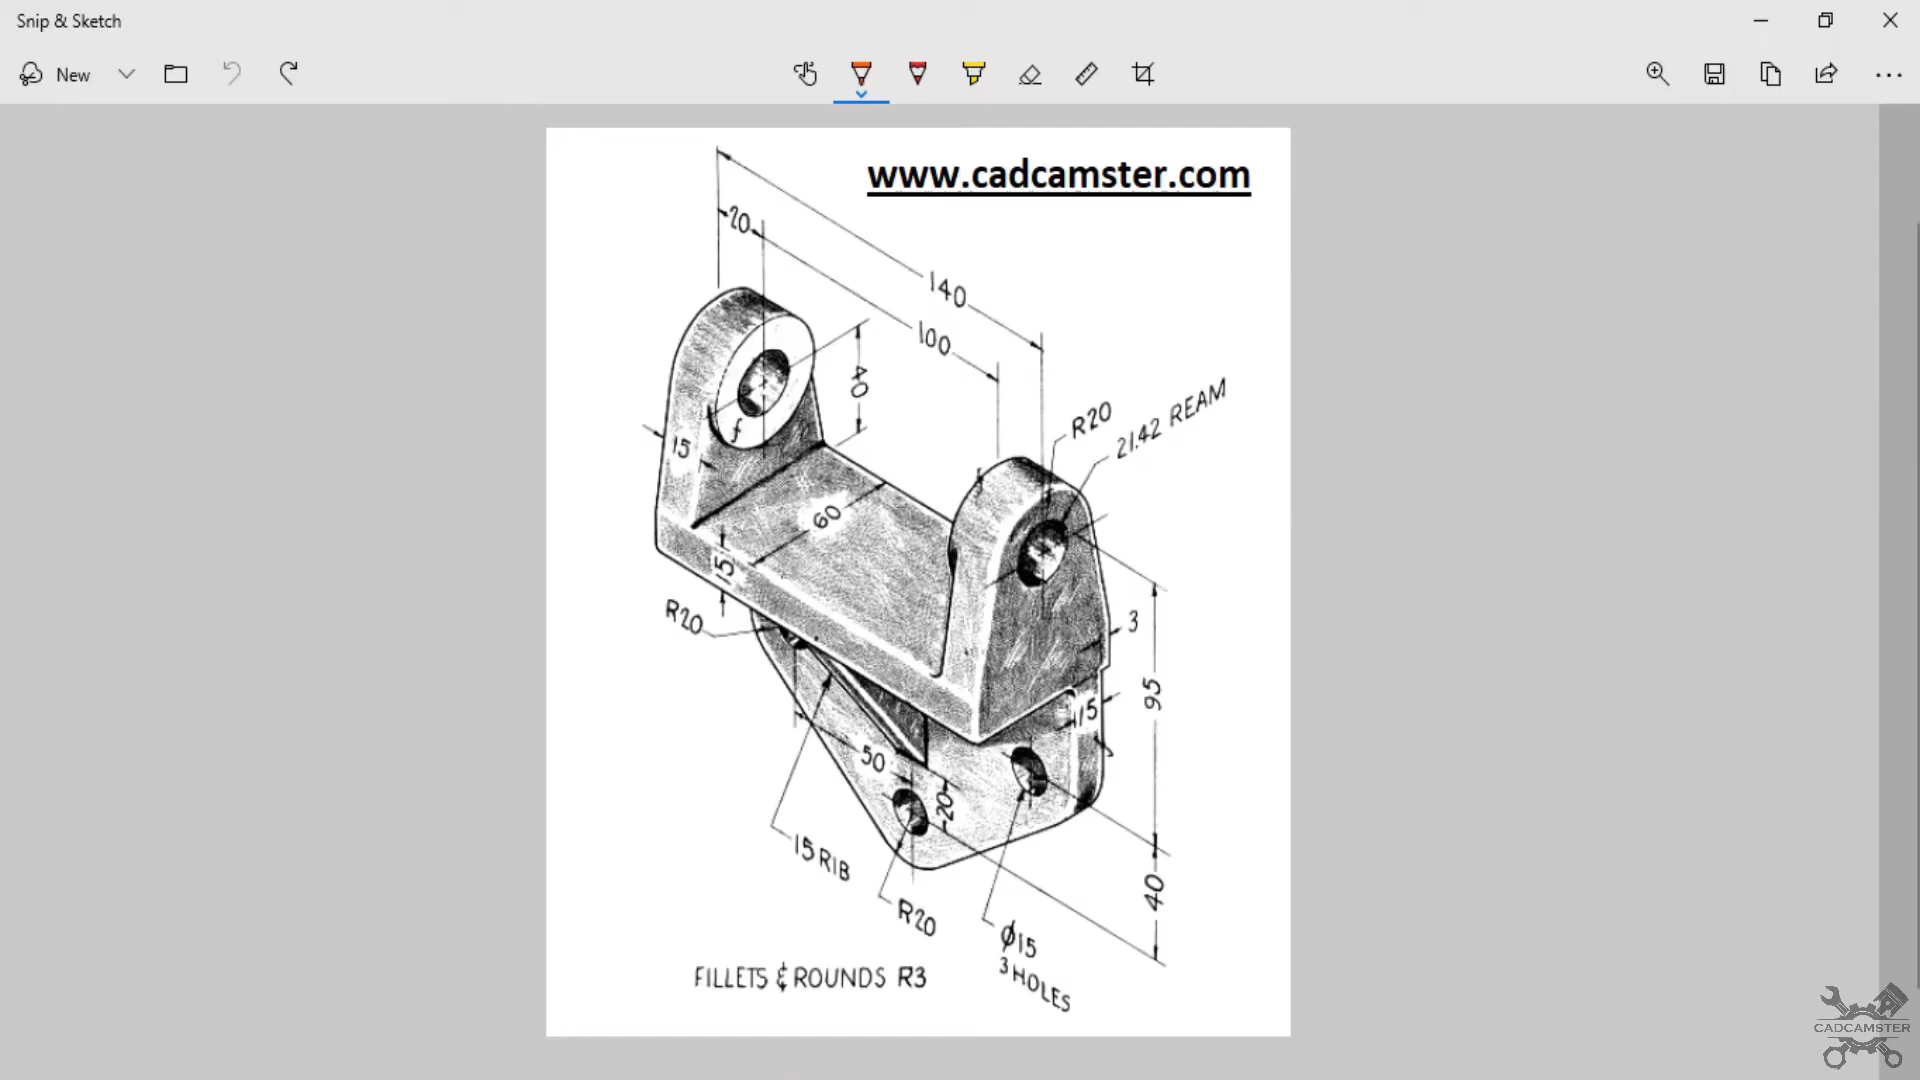 Snip & Sketch
New
www.cadcamster.com
20
140
100
40
R20
21.42 REAM
15
f
60
15
R20
3
95
15
50
20
15 RIB
40
R20
Ø15
3 HOLES
FILLETS & ROUNDS R3
CADCAMSTER